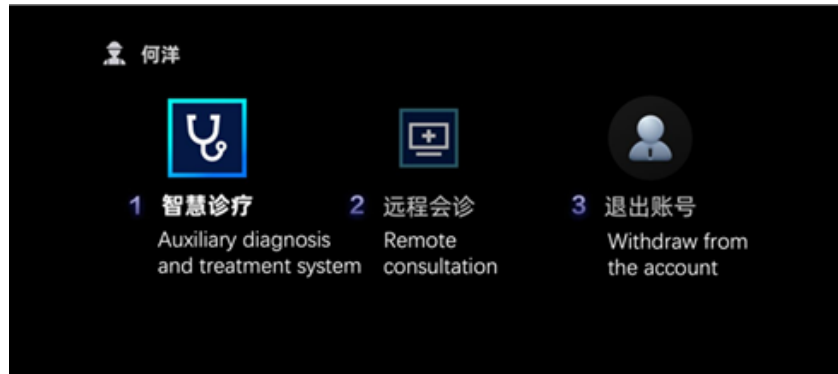 何洋
1 智慧诊疗
Auxiliary diagnosis
and treatment system
2 远程会诊
Remote
consultation
3 退出账号
Withdraw from
the account